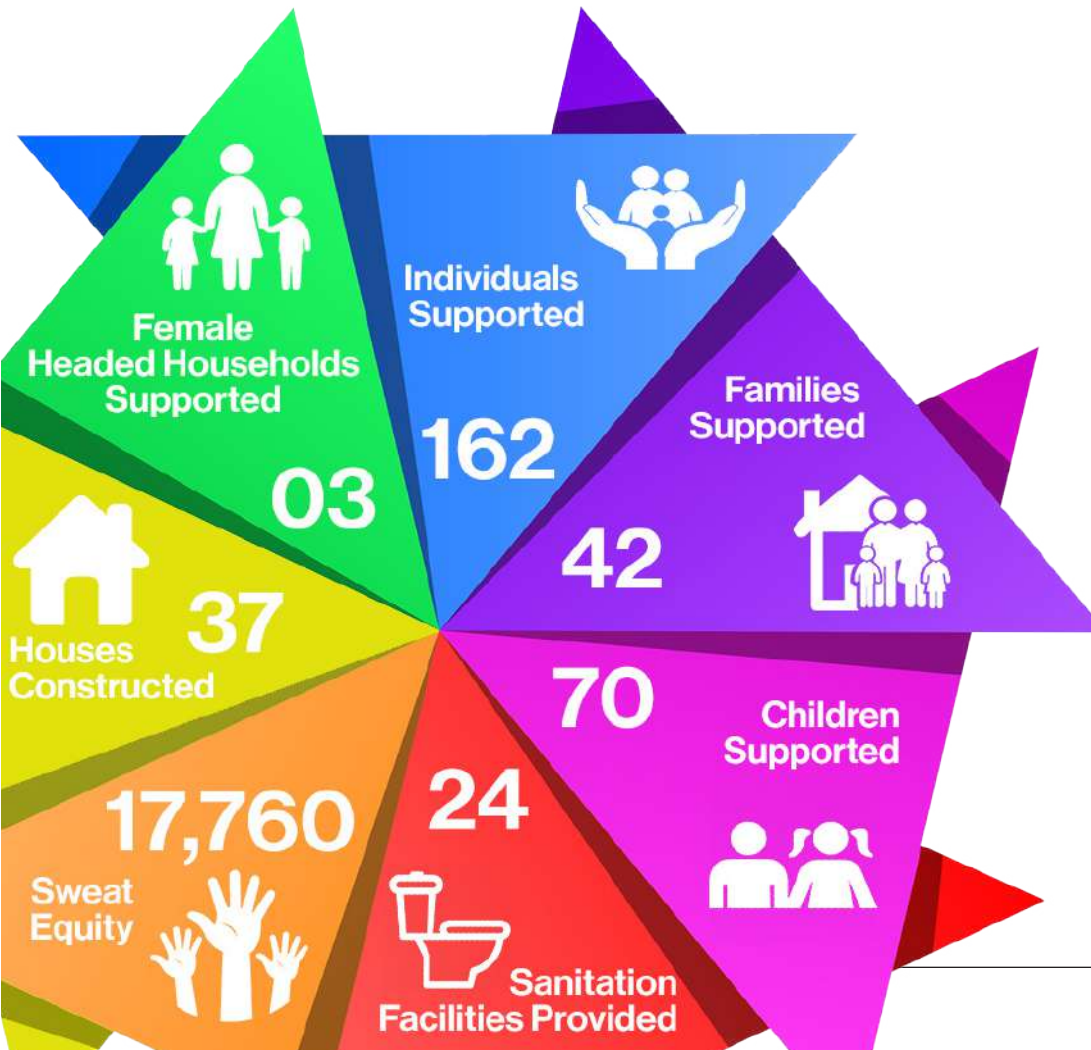 Female
Headed Households
Supported
03
Individuals
Supported
162
Families
Supported
42
70
Children
Supported
24
Sanitation
Facilities Provided
17,760
Sweat
Equity
37
Houses
Constructed